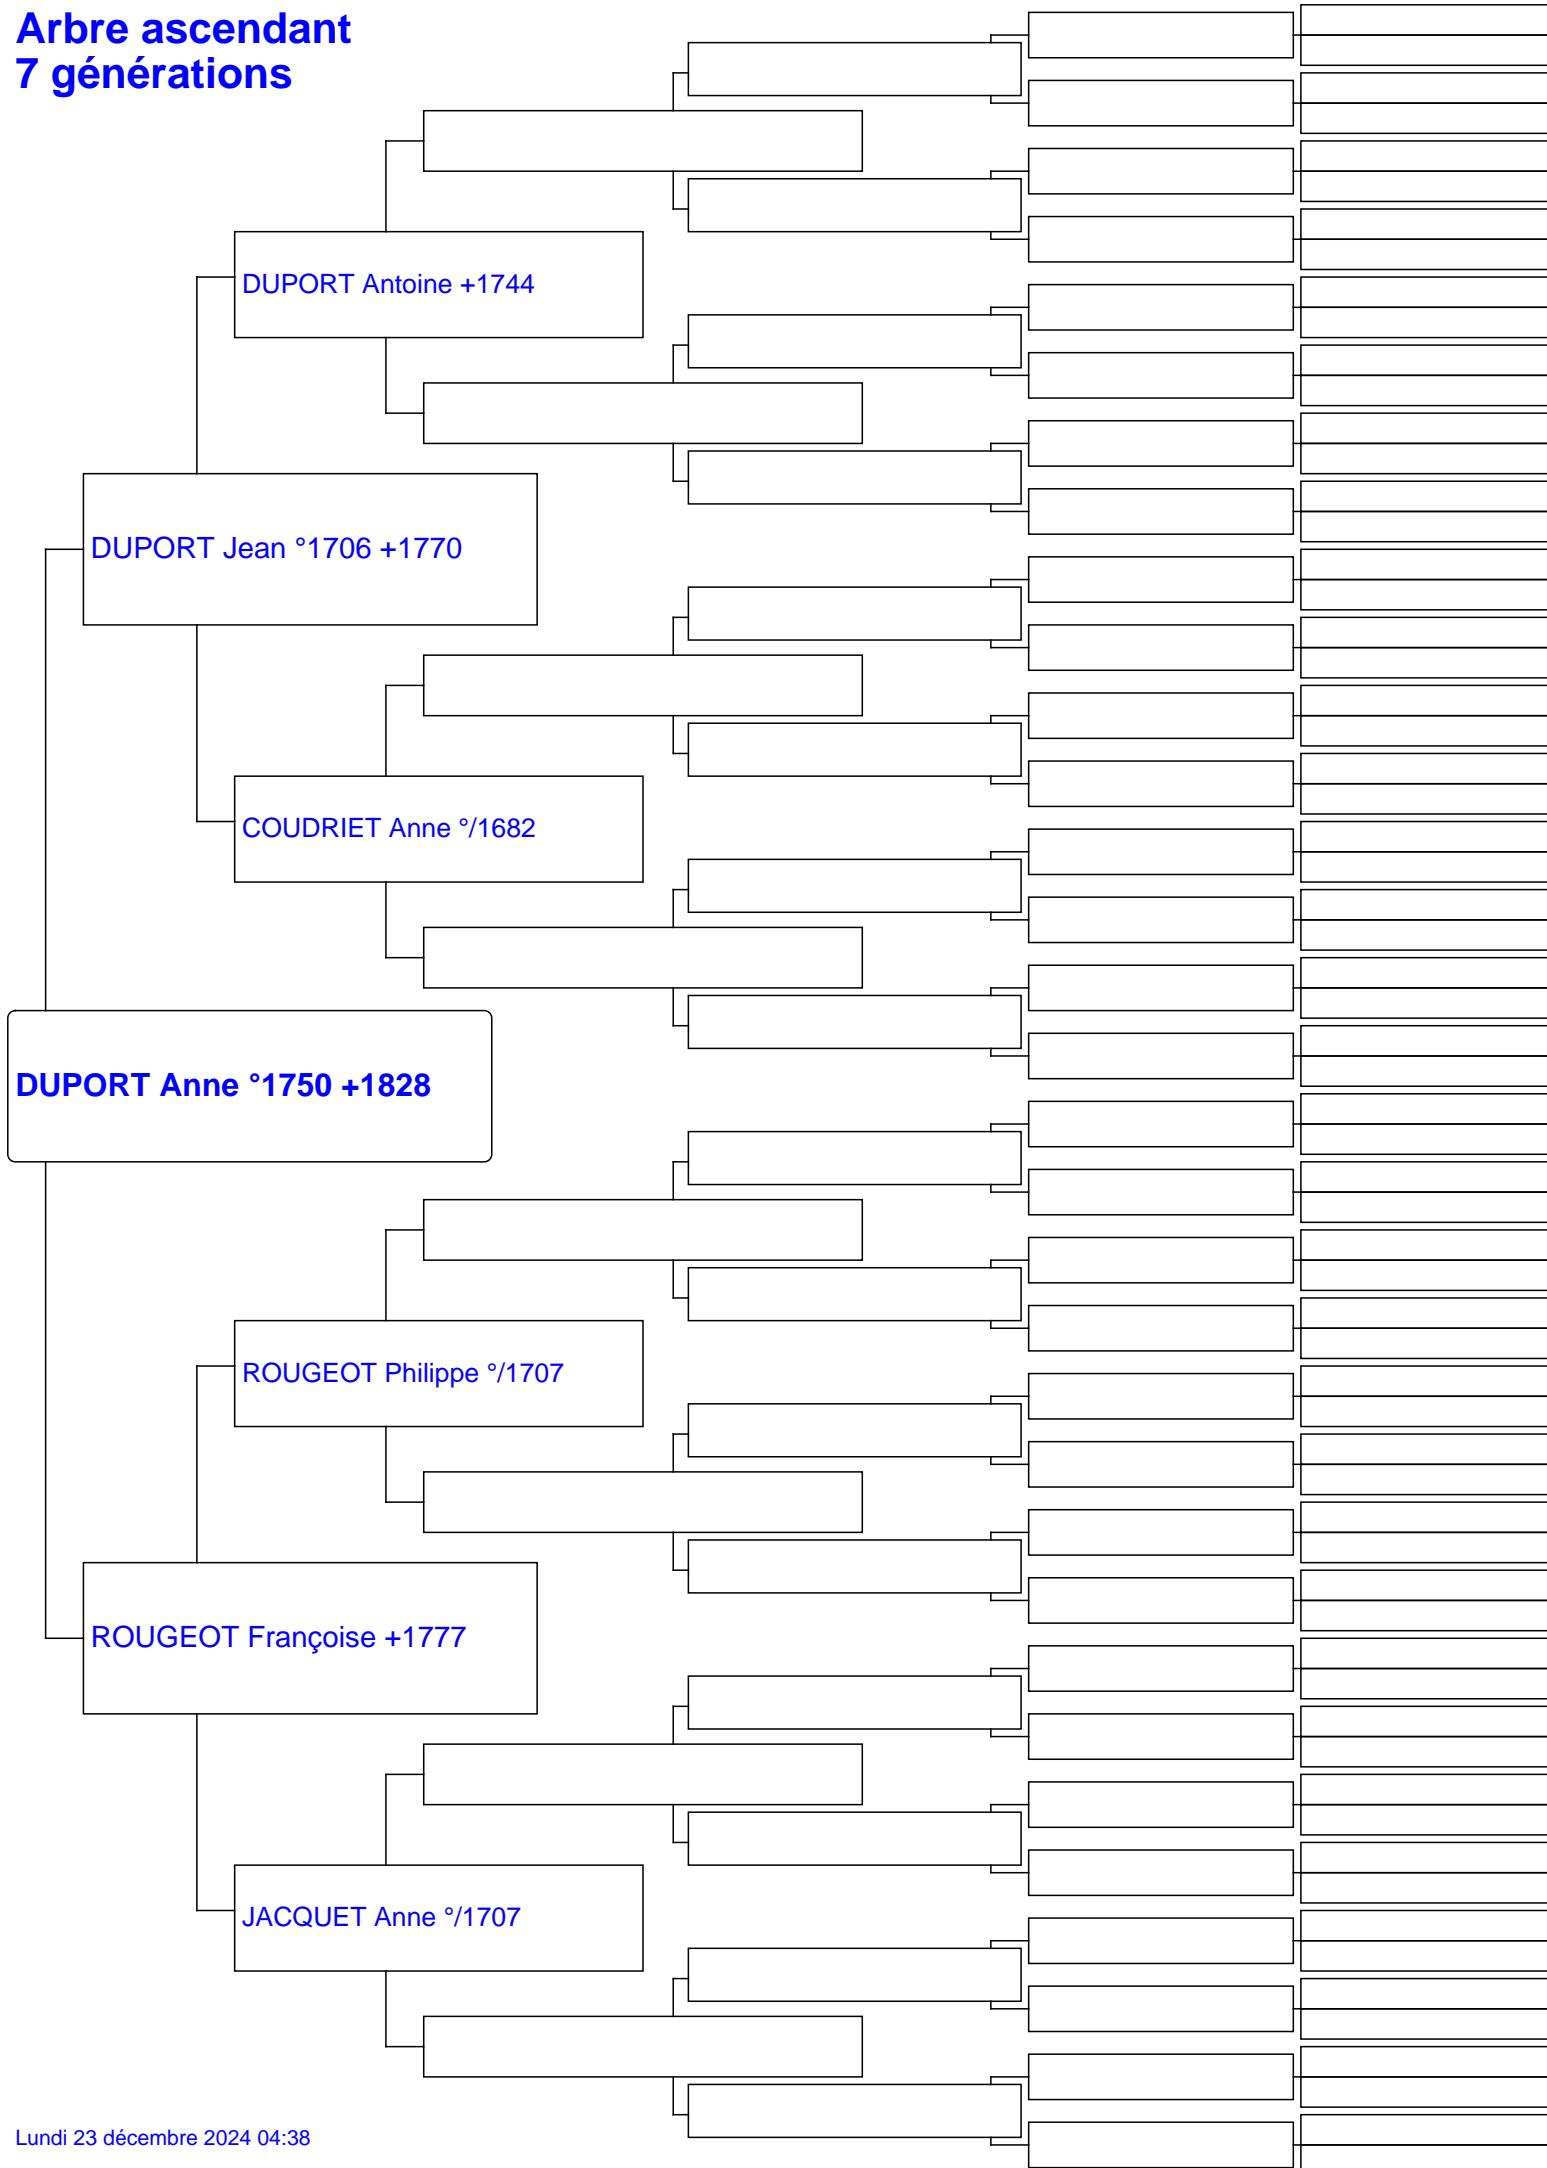 Arbre ascendant
7 générations
DUPORT Antoine +1744
DUPORT Jean °1706 +1770
COUDRIET Anne °/1682
DUPORT Anne °1750 +1828
ROUGEOT Philippe °/1707
ROUGEOT Françoise +1777
JACQUET Anne °/1707
Lundi 23 décembre 2024 04:38